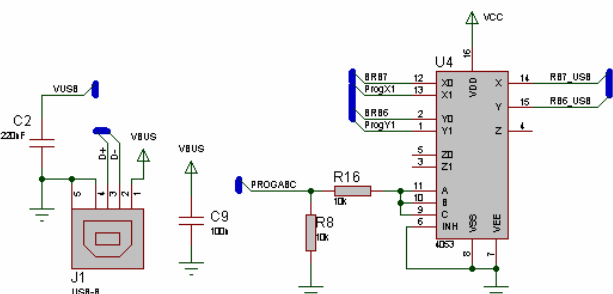 VCC
U4
16
BRB7
12
X0
VDD
X
14
RB7_USB
ProgX1
13
X1
Y
15
RB6_USB
BRB6
2
Y0
ProgY1
1
Y1
Z
4
5
Z0
3
Z1
VUSB
C2
220nF
D+
D-
VBUS
VBUS
5
4
3
2
1
C9
100n
J1
USB-B
PROGABC
R16
10k
R8
10k
11
A
10
B
9
C
6
INH
VSS
VEE
4053
8
7